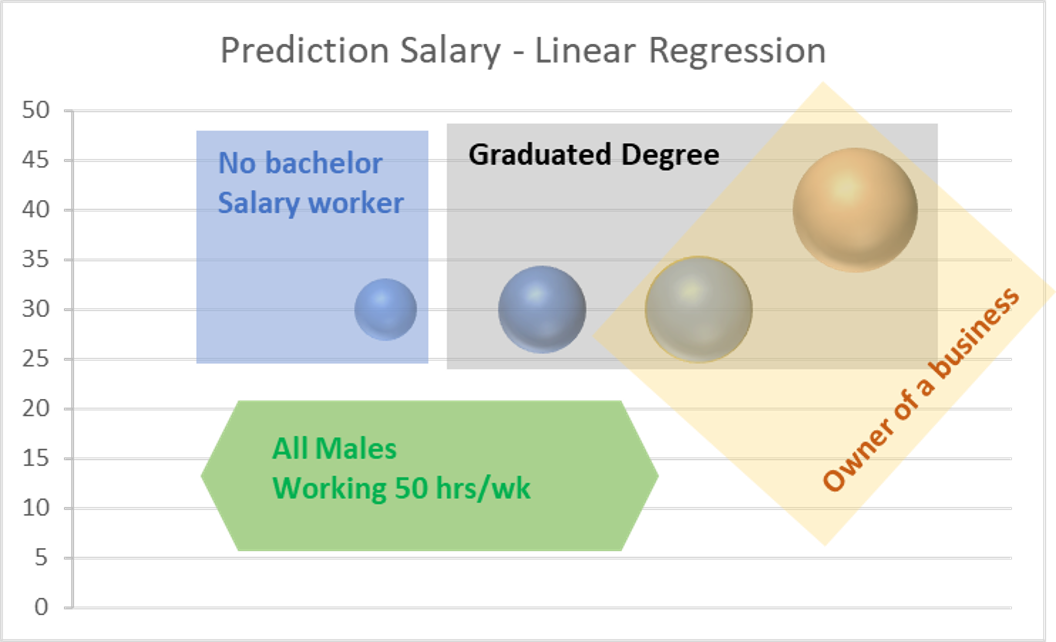 Prediction Salary - Linear Regression
50
45
40
35
30
25
20
15
10
5
0
No bachelor
Salary worker
Graduated Degree
Owner of a business
All Males
Working 50 hrs/wk